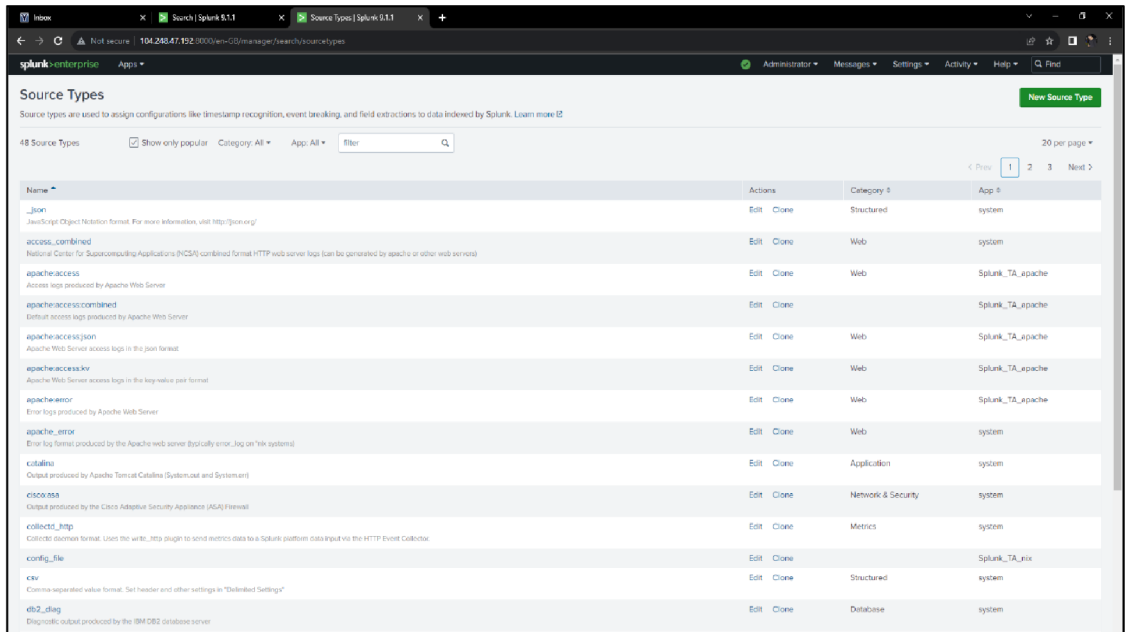 Inbox
Search | Splunk 9.1.1
Source Types | Splunk 9.1.1
Not secure
104.248.47.192:8000/en-GB/manager/search/sourcetypes
splunk>enterprise Apps
Administrator Messages Settings Activity Help Find
Source Types
New Source Type
Source types are used to assign configurations like timestamp recognition, event breaking, and field extractions to data indexed by Splunk. Learn more
48 Source Types Show only popular Category: All App: All filter 20 per page
< Prev 1 2 3 Next >
Name Actions Category App
_json Edit Clone Structured system
JavaScript Object Notation format. For more information, visit http://json.org/
access_combined Edit Clone Web system
National Center for Supercomputing Applications (NCSA) combined format HTTP web server logs (can be generated by apache or other web servers)
apache:access Edit Clone Web Splunk_TA_apache
Access logs produced by Apache Web Server
apache:access:combined Edit Clone Splunk_TA_apache
Default access logs produced by Apache Web Server
apache:access:json Edit Clone Web Splunk_TA_apache
Apache Web Server access logs in the json format
apache:access:kv Edit Clone Web Splunk_TA_apache
Apache Web Server access logs in the key-value pair format
apache:error Edit Clone Web Splunk_TA_apache
Error logs produced by Apache Web Server
apache_error Edit Clone Web system
Error log format produced by the Apache web server (typically error_log on *nix systems)
catalina Edit Clone Application system
Output produced by Apache Tomcat Catalina (System.out and System.err)
cisco:asa Edit Clone Network & Security system
Output produced by the Cisco Adaptive Security Appliance (ASA) Firewall
collectd_http Edit Clone Metrics system
Collectd daemon format. Uses the write_http plugin to send metrics data to a Splunk platform data input via the HTTP Event Collector.
config_file Edit Clone Splunk_TA_nix
csv Edit Clone Structured system
Comma-separated value format. Set header and other settings in "Delimited Settings"
db2_diag Edit Clone Database system
Diagnostic output produced by the IBM DB2 database server